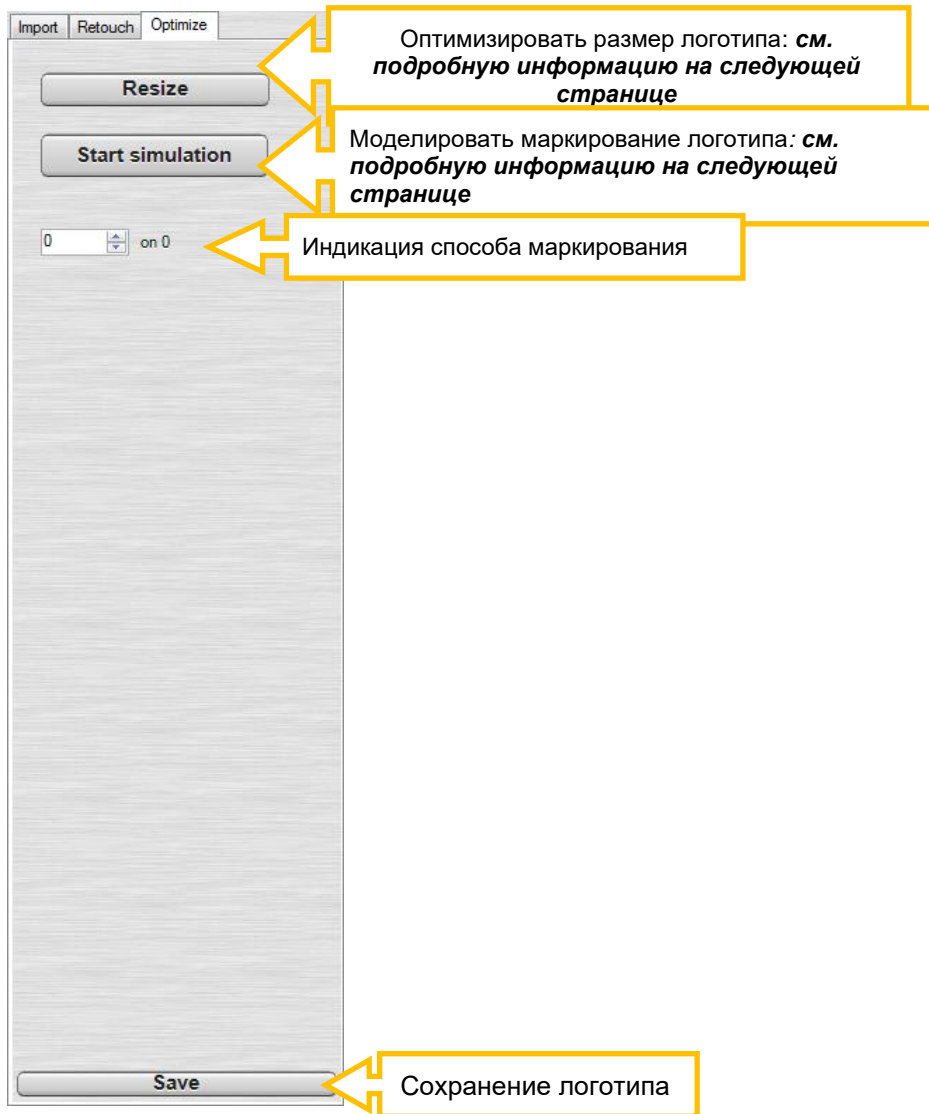 Import Retouch Optimize
Оптимизировать размер логотипа: см.
подробную информацию на следующей
странице
Resize
Моделировать маркирование логотипа: см.
подробную информацию на следующей
странице
Start simulation
0 on 0
Индикация способа маркирования
Save
Сохранение логотипа